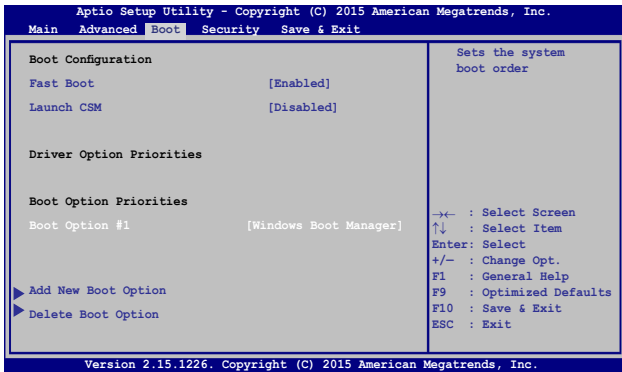 Aptio Setup Utility - Copyright (C) 2015 American Megatrends, Inc.
Main Advanced Boot Security Save & Exit
Boot Configuration
Fast Boot [Enabled]
Launch CSM [Disabled]
Driver Option Priorities
Boot Option Priorities
Boot Option #1 [Windows Boot Manager]
Add New Boot Option
Delete Boot Option
Sets the system
boot order
→← : Select Screen
↑↓ : Select Item
Enter: Select
+/— : Change Opt.
F1 : General Help
F9 : Optimized Defaults
F10 : Save & Exit
ESC : Exit
Version 2.15.1226. Copyright (C) 2015 American Megatrends, Inc.